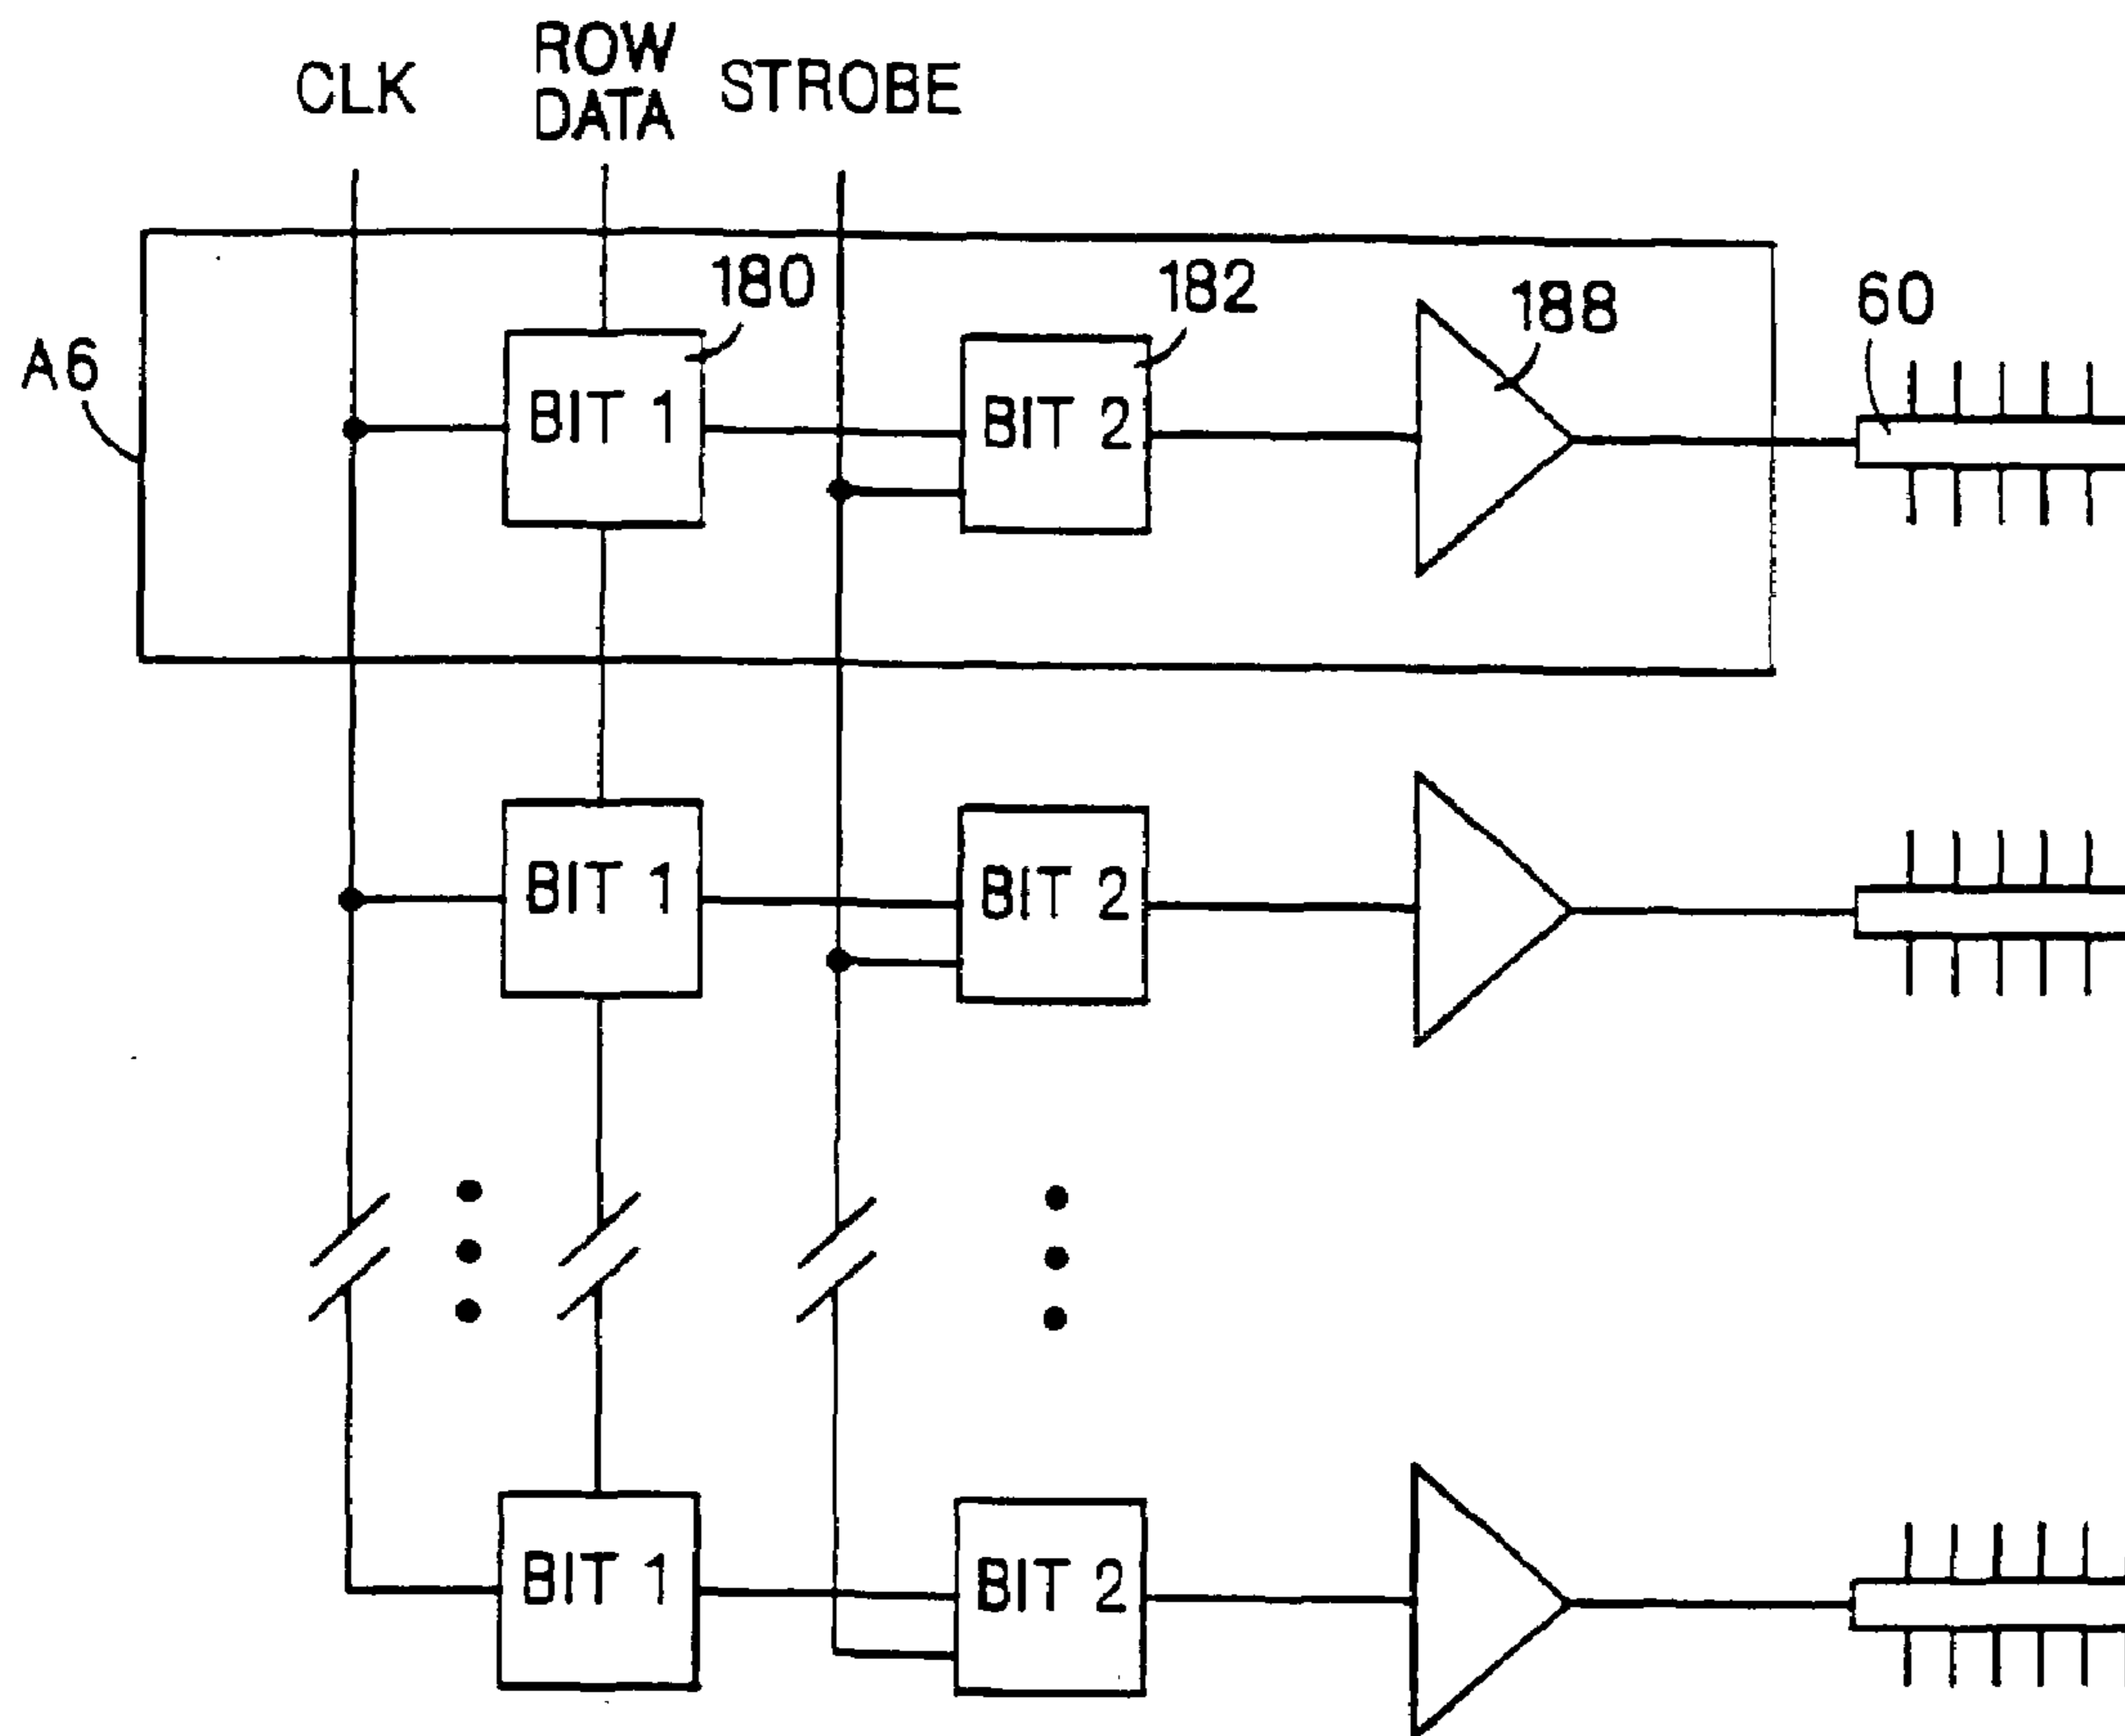 CLK
ROW
DATA
STROBE
180
182
188
60
A6
BIT 1
BIT 2
BIT 1
BIT 2
BIT 1
BIT 2